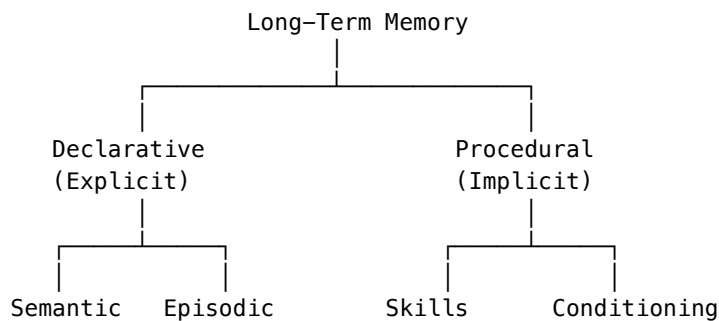 Long-Term Memory
Declarative Procedural
(Explicit) (Implicit)
Semantic Episodic Skills Conditioning